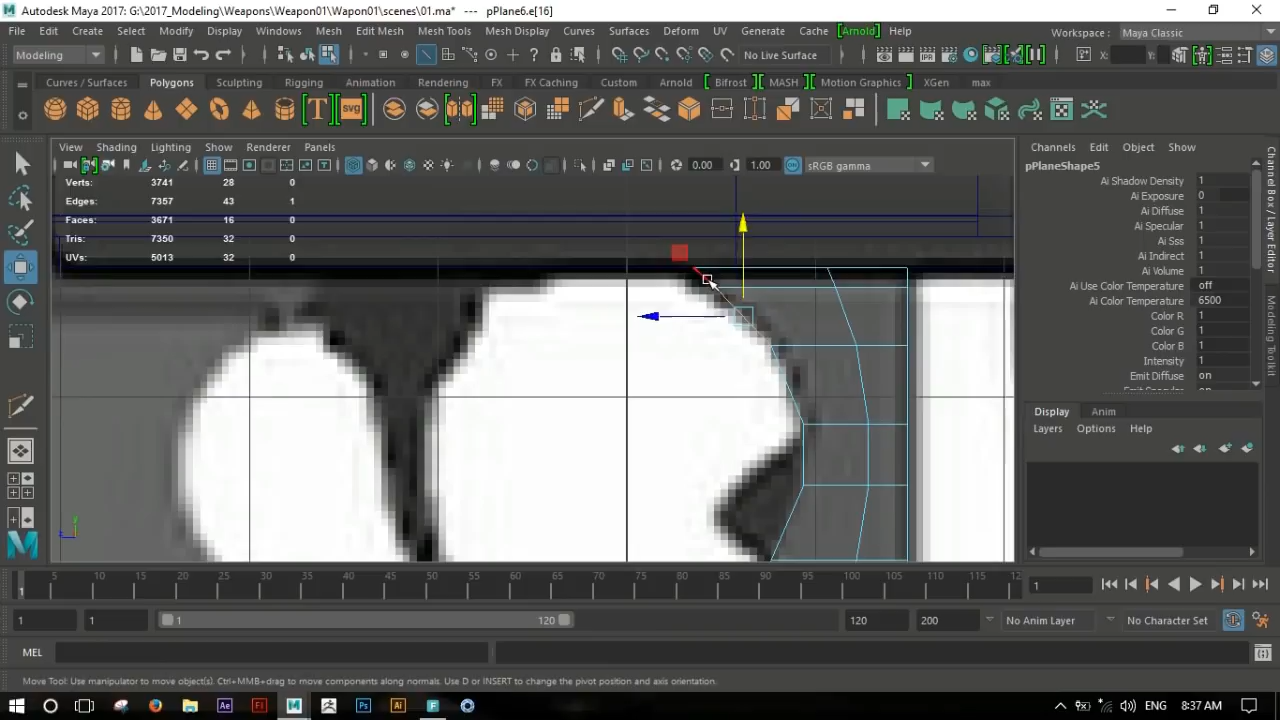 Autodesk Maya 2017: G:\2017_Modeling\Weapons\Weapon01\Wapon01\scenes\01.ma* --- pPlane6.e[16]
File Edit Create Select Modify Display Windows Mesh Edit Mesh Mesh Tools Mesh Display Curves Surfaces Deform UV Generate Cache Arnold Help Workspace : Maya Classic
Modeling No Live Surface X: Y:
Curves / Surfaces Polygons Sculpting Rigging Animation Rendering FX FX Caching Custom Arnold Bifrost MASH Motion Graphics XGen max
T svg
View Shading Lighting Show Renderer Panels
0.00 1.00 sRGB gamma
Verts: 3741 28 0
Edges: 7357 43 1
Faces: 3671 16 0
Tris: 7350 32 0
UVs: 5013 32 0
Channels Edit Object Show
pPlaneShape5
Ai Shadow Density 1
Ai Exposure 0
Ai Diffuse 1
Ai Specular 1
Ai Sss 1
Ai Indirect 1
Ai Volume 1
Ai Use Color Temperature off
Ai Color Temperature 6500
Color R 1
Color G 1
Color B 1
Intensity 1
Emit Diffuse on
Channel Box / Layer Editor
Modeling Toolkit
Display Anim
Layers Options Help
5 10 15 20 25 30 35 40 45 50 55 60 65 70 75 80 85 90 95 100 105 110 115 12
1 1
1 1 1 120 120 200 No Anim Layer No Character Set
MEL
Move Tool: Use manipulator to move object(s). Ctrl+MMB+drag to move components along normals. Use D or INSERT to change the pivot position and axis orientation.
8:37 AM